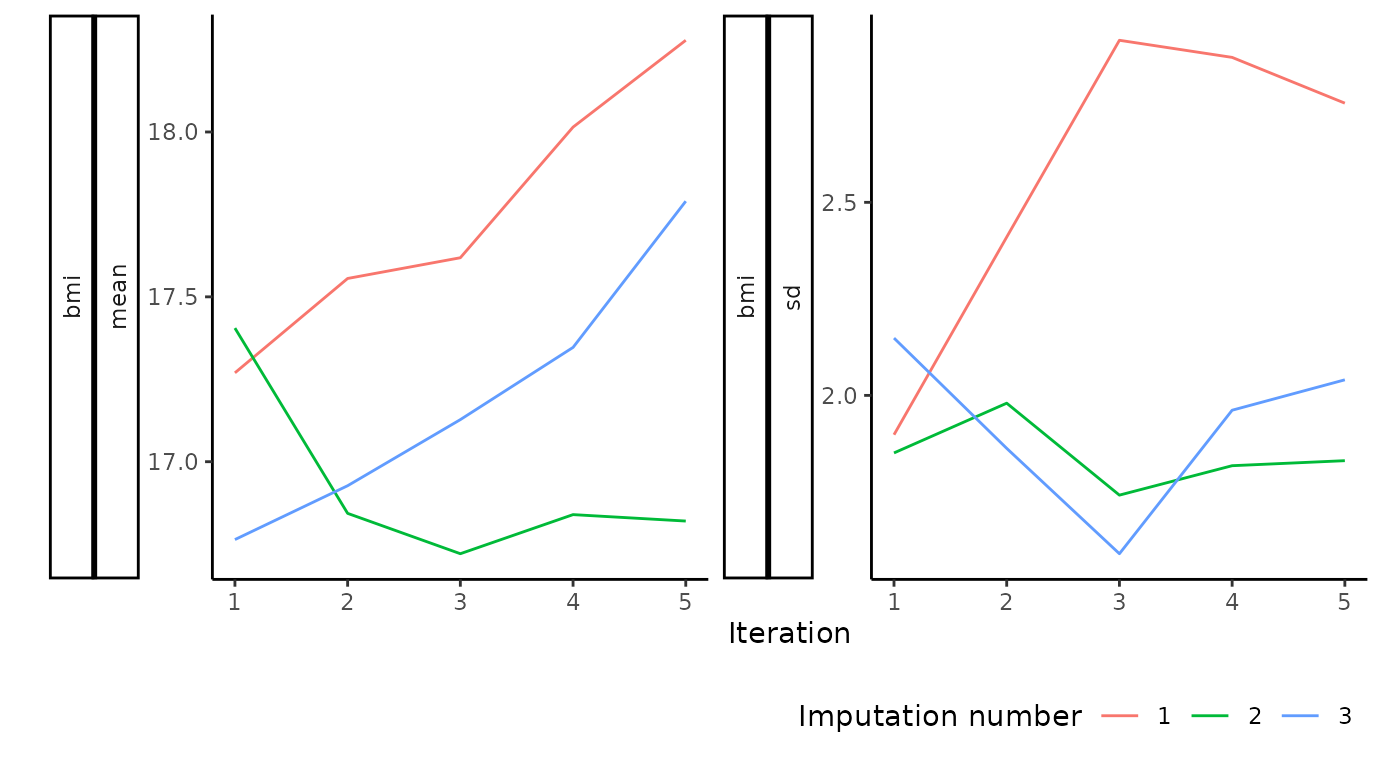 bmi
mean
18.0
17.5
17.0
1 2 3 4 5
bmi
sd
2.5
2.0
1 2 3 4 5
Iteration
Imputation number 1 2 3